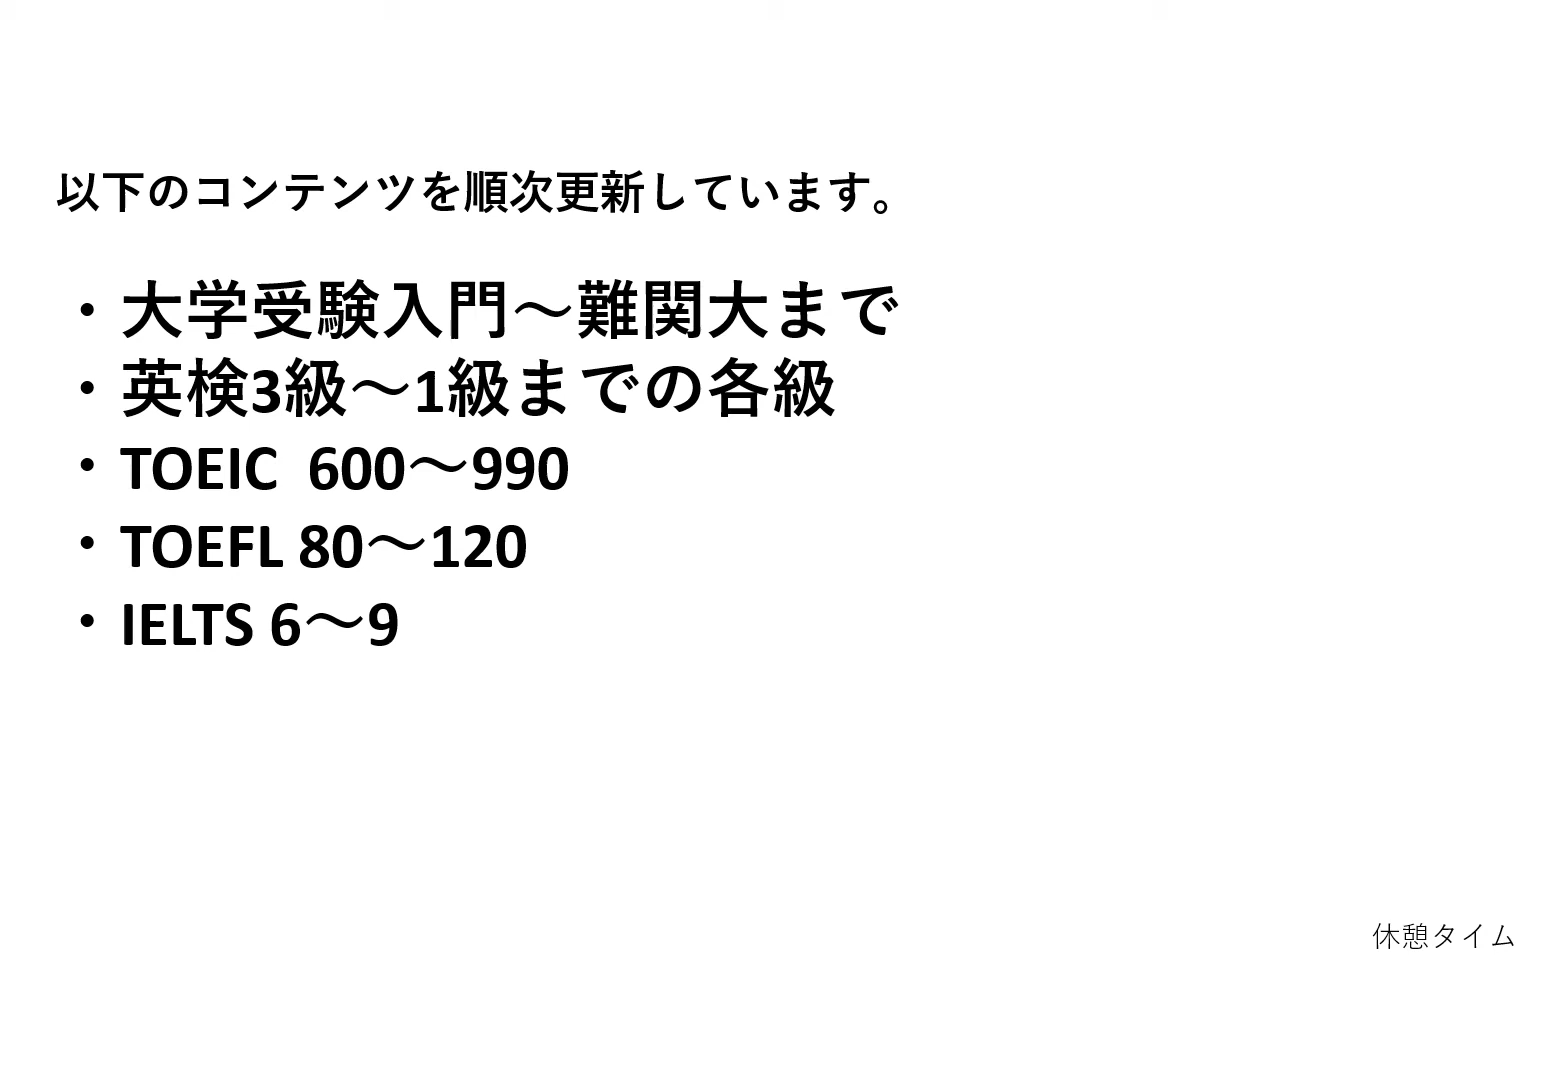 以下のコンテンツを順次更新しています。
・大学受験入門～難関大まで
・英検3級～1級までの各級
・TOEIC  600～990
・TOEFL 80～120
・IELTS 6～9
休憩タイム